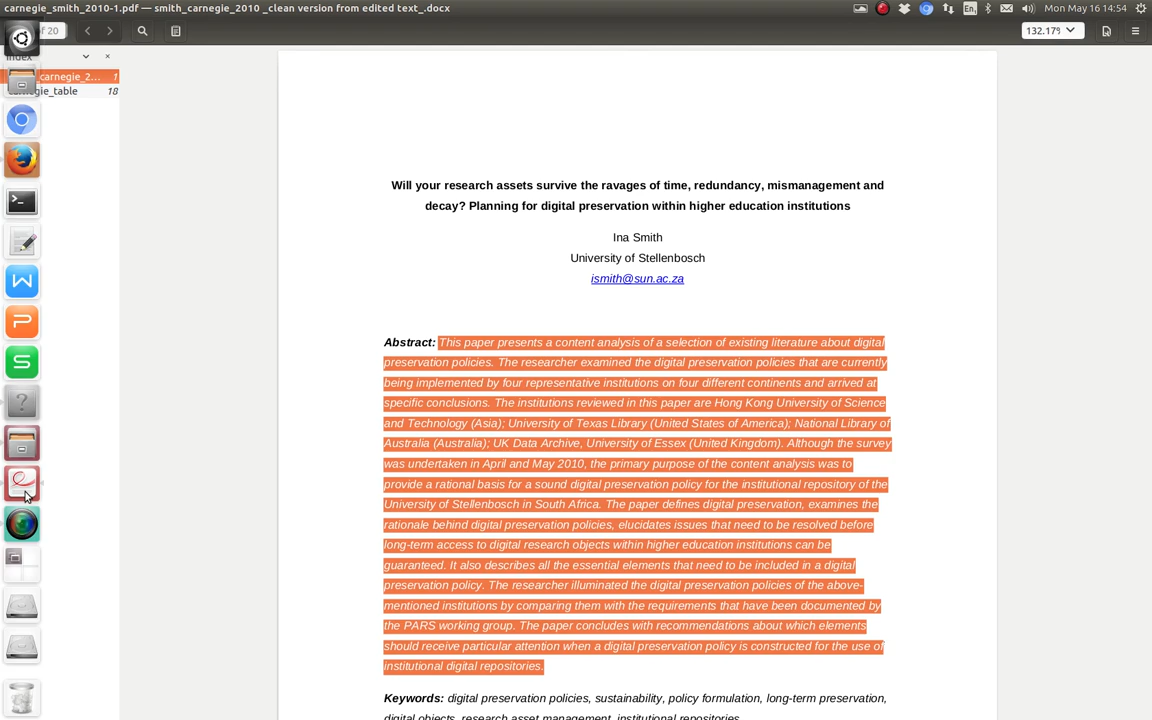 carnegie_smith_2010-1.pdf — smith_carnegie_2010 _clean version from edited text_.docx
En
Mon May 16 14:54
of 20
132.17%
Index
carnegie_2... 1
carnegie_table 18
Will your research assets survive the ravages of time, redundancy, mismanagement and
decay? Planning for digital preservation within higher education institutions
Ina Smith
University of Stellenbosch
ismith@sun.ac.za
Abstract: This paper presents a content analysis of a selection of existing literature about digital
preservation policies. The researcher examined the digital preservation policies that are currently
being implemented by four representative institutions on four different continents and arrived at
specific conclusions. The institutions reviewed in this paper are Hong Kong University of Science
and Technology (Asia); University of Texas Library (United States of America); National Library of
Australia (Australia); UK Data Archive, University of Essex (United Kingdom). Although the survey
was undertaken in April and May 2010, the primary purpose of the content analysis was to
provide a rational basis for a sound digital preservation policy for the institutional repository of the
University of Stellenbosch in South Africa. The paper defines digital preservation, examines the
rationale behind digital preservation policies, elucidates issues that need to be resolved before
long-term access to digital research objects within higher education institutions can be
guaranteed. It also describes all the essential elements that need to be included in a digital
preservation policy. The researcher illuminated the digital preservation policies of the above-
mentioned institutions by comparing them with the requirements that have been documented by
the PARS working group. The paper concludes with recommendations about which elements
should receive particular attention when a digital preservation policy is constructed for the use of
institutional digital repositories.
Keywords: digital preservation policies, sustainability, policy formulation, long-term preservation,
digital objects, research asset management, institutional repositories